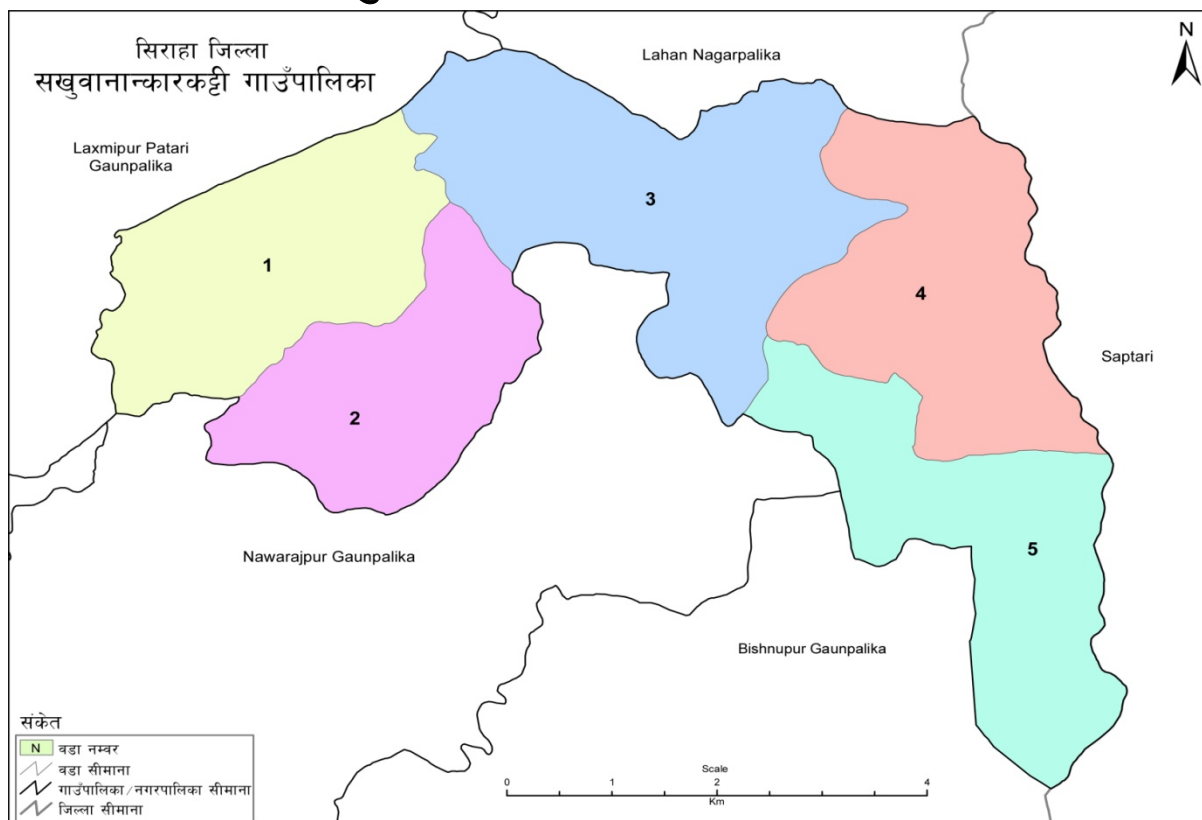 सिराहा जिल्ला
सखुवानान्कारकट्टी गाउँपालिका
Lahan Nagarpalika
N
Laxmipur Patari
Gaunpalika
3
1
4
Saptari
2
Nawarajpur Gaunpalika
5
Bishnupur Gaunpalika
संकेत
N वडा नम्बर
वडा सीमाना
गाउँपालिका/नगरपालिका सीमाना
जिल्ला सीमाना
Scale
0 1 2 4
Km